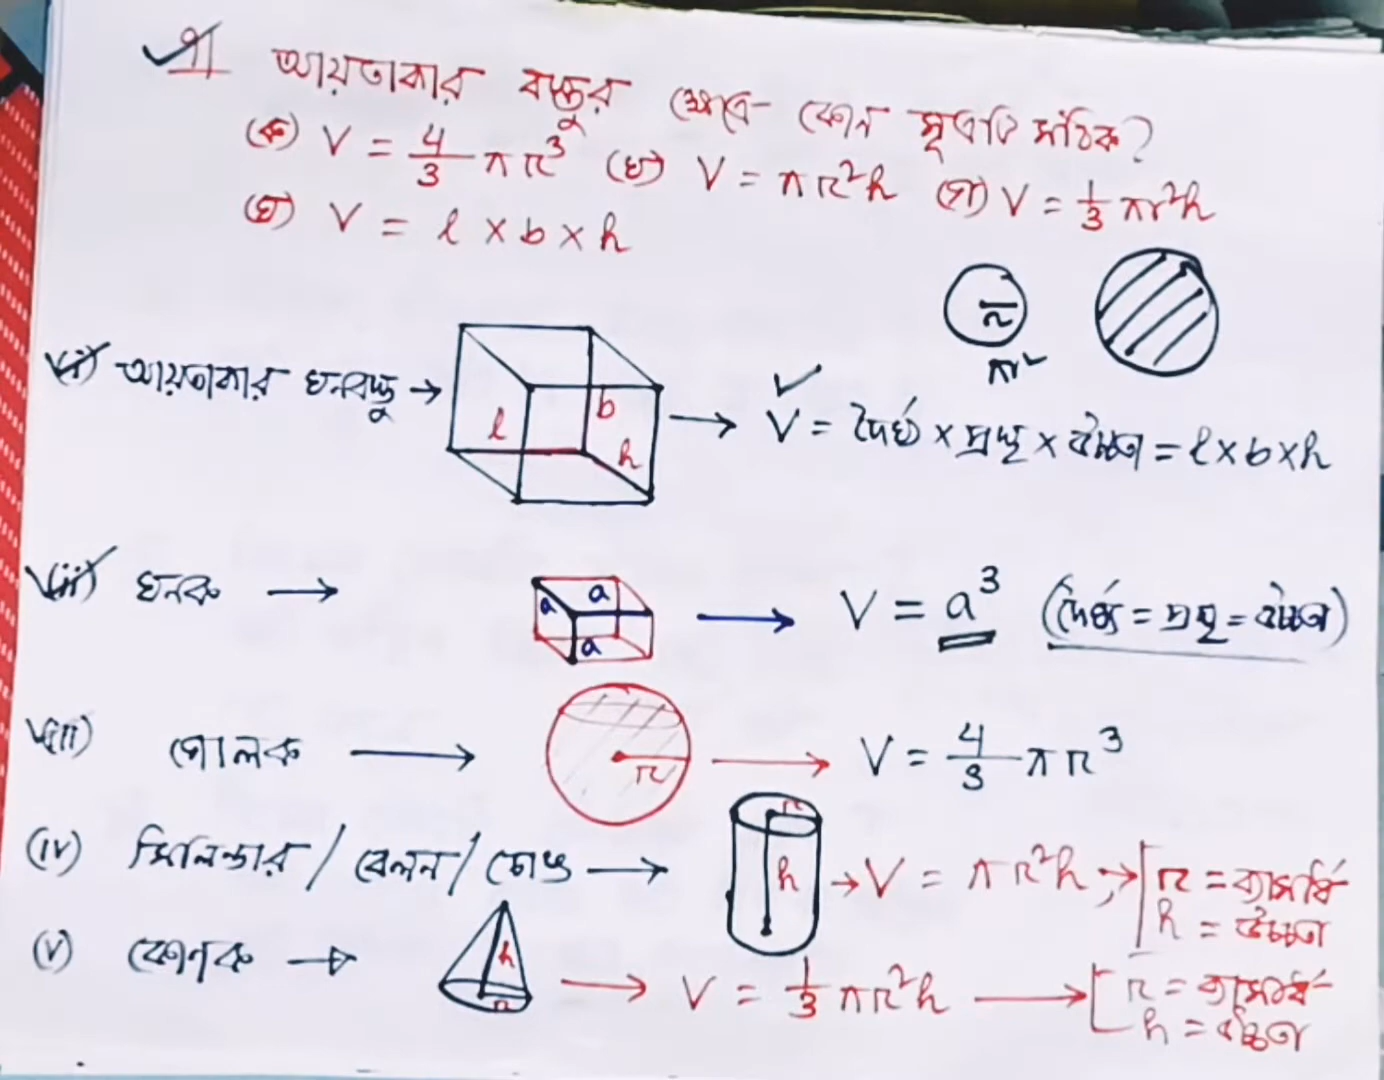 ৭। আয়তাকার বস্তুর ক্ষেত্রে কোন সূত্রটি সঠিক?
(ক) V = 4/3 πr³ (খ) V = πr²h (গ) V = 1/3 πr²h
(ঘ) V = l × b × h
r
πr²
(i) আয়তাকার ঘনবস্তু → l b h → V = দৈর্ঘ্য × প্রস্থ × উচ্চতা = l × b × h
(ii) ঘনক → a a a → V = a³ (দৈর্ঘ্য = প্রস্থ = উচ্চতা)
(iii) গোলক → r → V = 4/3 πr³
(iv) সিলিন্ডার / বেলন / চোঙ → r h → V = πr²h → [r = ব্যাসার্ধ
h = উচ্চতা
(v) কোণক → h r → V = 1/3 πr²h → [r = ব্যাসার্ধ
h = উচ্চতা